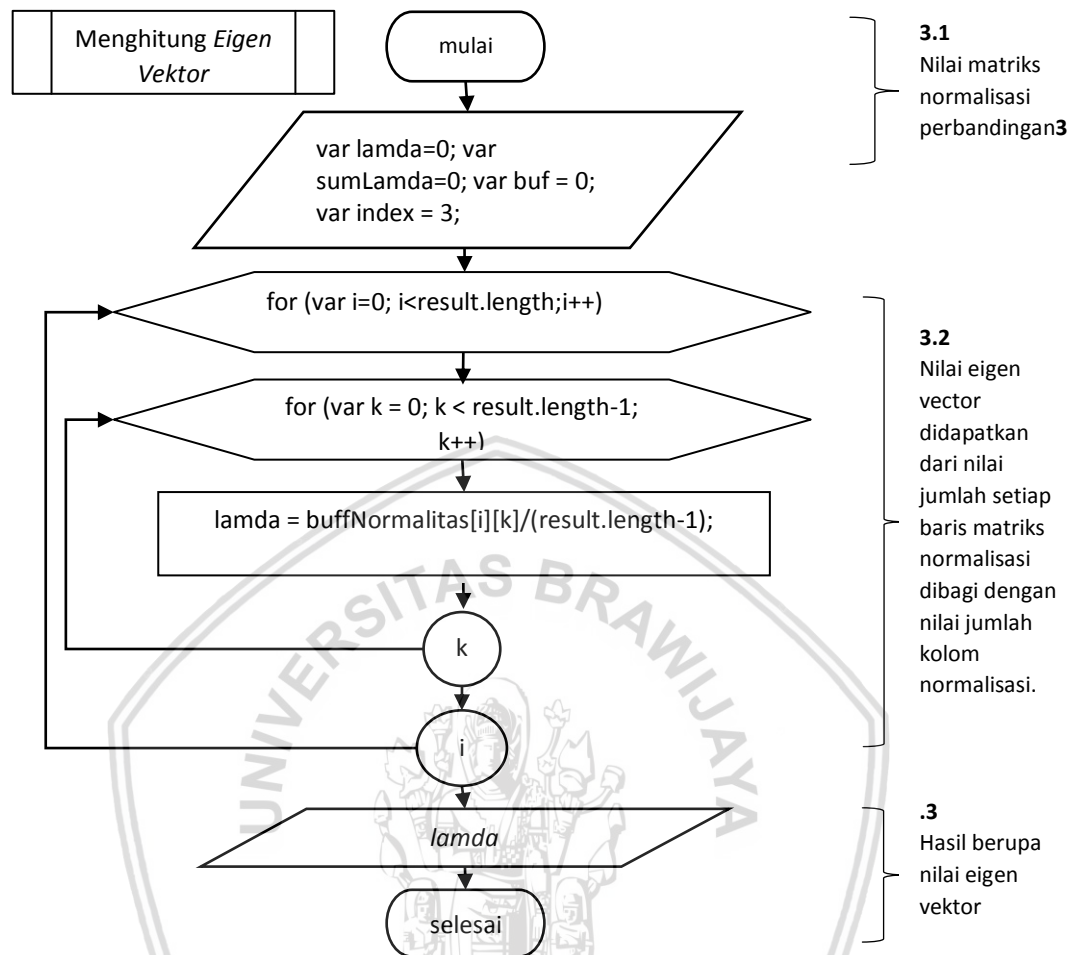 Menghitung Eigen
Vektor
mulai
3.1
Nilai matriks
normalisasi
perbandingan3
var lamda=0; var
sumLamda=0; var buf = 0;
var index = 3;
for (var i=0; i<result.length;i++)
for (var k = 0; k < result.length-1;
k++)
lamda = buffNormalitas[i][k]/(result.length-1);
k
i
3.2
Nilai eigen
vector
didapatkan
dari nilai
jumlah setiap
baris matriks
normalisasi
dibagi dengan
nilai jumlah
kolom
normalisasi.
lamda
selesai
.3
Hasil berupa
nilai eigen
vektor
UNIVERSITAS BRAWIJAYA